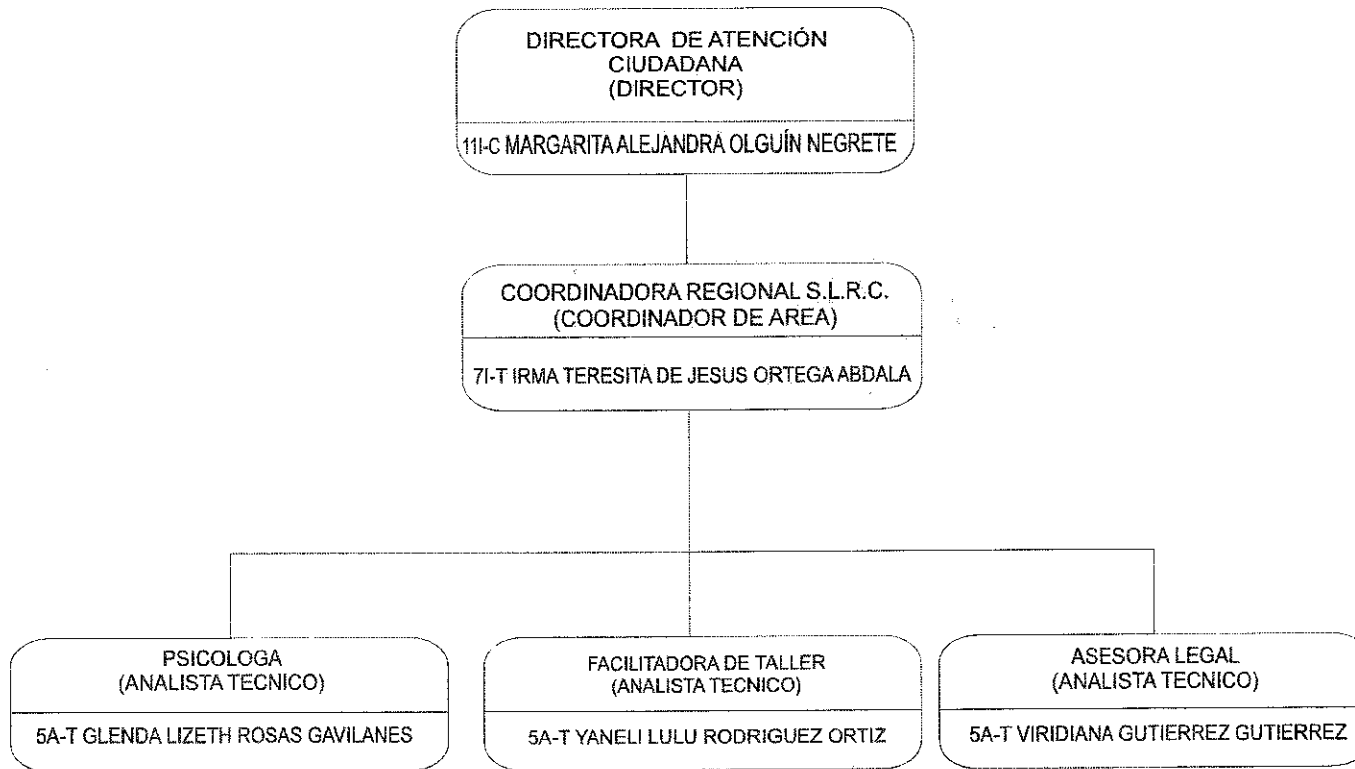 DIRECTORA DE ATENCIÓN
CIUDADANA
(DIRECTOR)
11I-C MARGARITA ALEJANDRA OLGUÍN NEGRETE
COORDINADORA REGIONAL S.L.R.C.
(COORDINADOR DE AREA)
7I-T IRMA TERESITA DE JESUS ORTEGA ABDALA
PSICOLOGA
(ANALISTA TECNICO)
5A-T GLENDA LIZETH ROSAS GAVILANES
FACILITADORA DE TALLER
(ANALISTA TECNICO)
5A-T YANELI LULU RODRIGUEZ ORTIZ
ASESORA LEGAL
(ANALISTA TECNICO)
5A-T VIRIDIANA GUTIERREZ GUTIERREZ